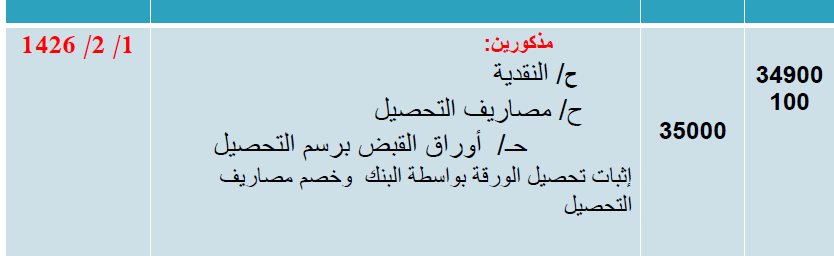 34900
100
35000
مذكورين:
ح/ النقدية
ح/ مصاريف التحصيل
حـ/ أوراق القبض برسم التحصيل
إثبات تحصيل الورقة بواسطة البنك وخصم مصاريف
التحصيل
1/ 2/ 1426